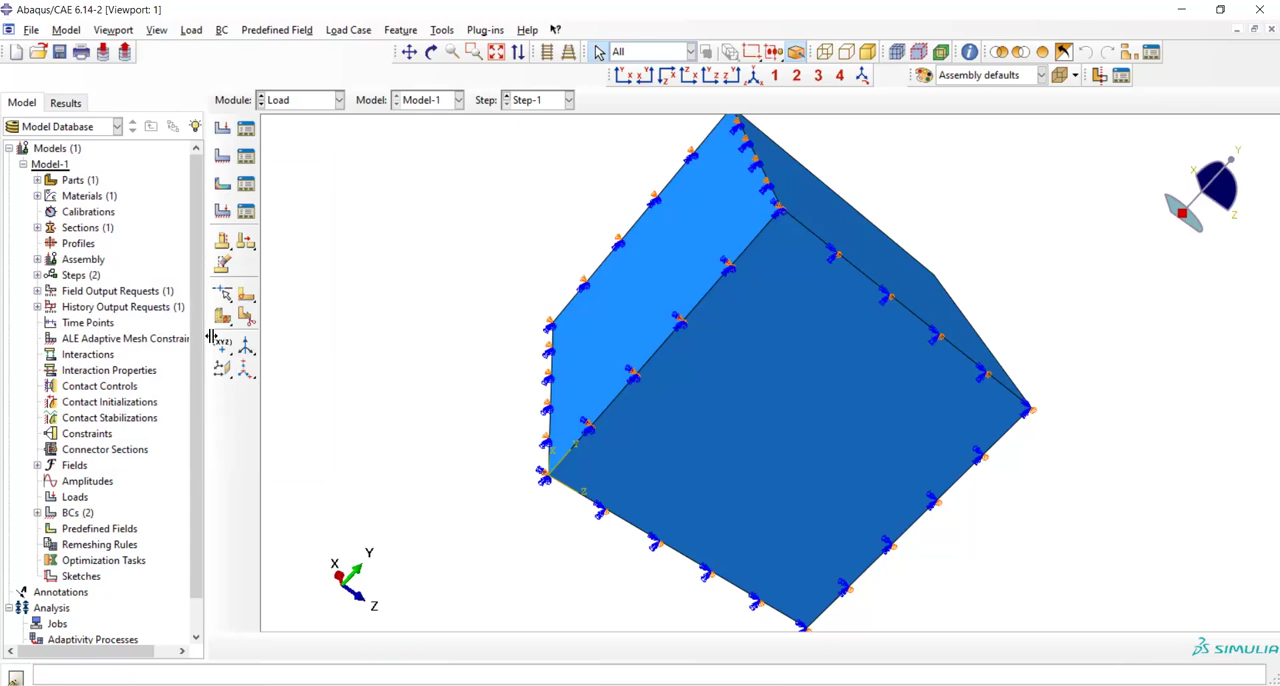 Abaqus/CAE 6.14-2 [Viewport: 1]
File Model Viewport View Load BC Predefined Field Load Case Feature Tools Plug-ins Help
All
1 2 3 4 Assembly defaults
Model Results Module: Load Model: Model-1 Step: Step-1
Model Database
Models (1)
Model-1
Parts (1)
Materials (1)
Calibrations
Sections (1)
Profiles
Assembly
Steps (2)
Field Output Requests (1)
History Output Requests (1)
Time Points
ALE Adaptive Mesh Constrain
Interactions
Interaction Properties
Contact Controls
Contact Initializations
Contact Stabilizations
Constraints
Connector Sections
Fields
Amplitudes
Loads
BCs (2)
Predefined Fields
Remeshing Rules
Optimization Tasks
Sketches
Annotations
Analysis
Jobs
Adaptivity Processes
(XYZ)
Y
X
Z
X
Y
Z
X Y
Z
SIMULIA